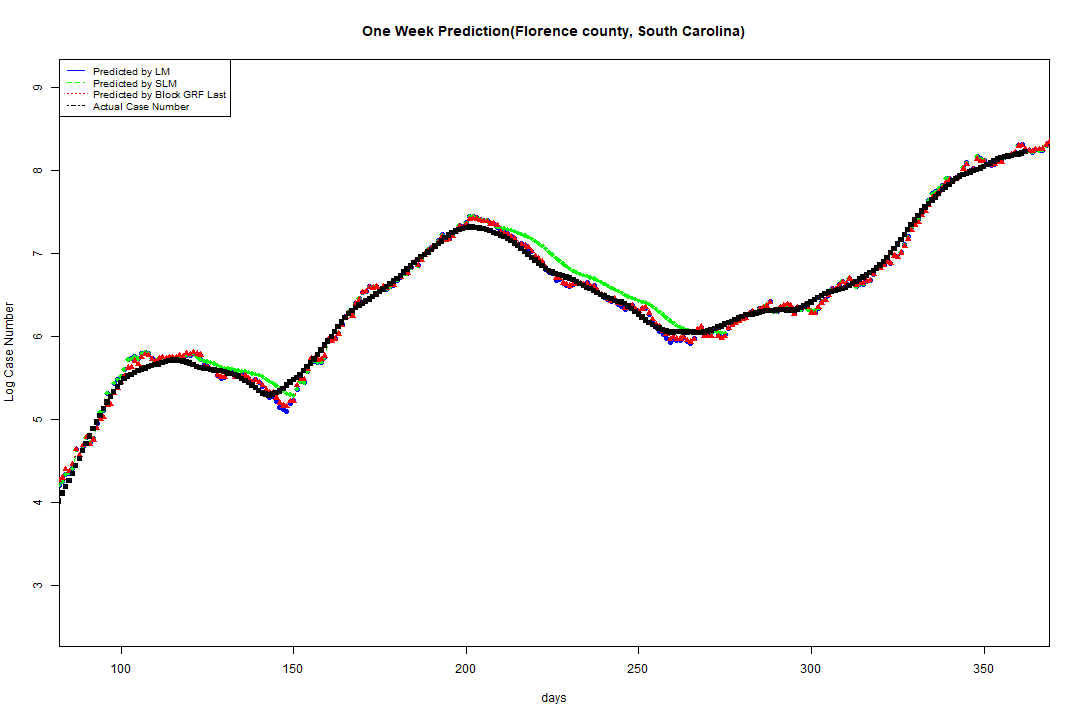 One Week Prediction(Florence county, South Carolina)
Predicted by LM
Predicted by SLM
Predicted by Block GRF Last
Actual Case Number
9
8
7
6
5
4
3
Log Case Number
100 150 200 250 300 350
days